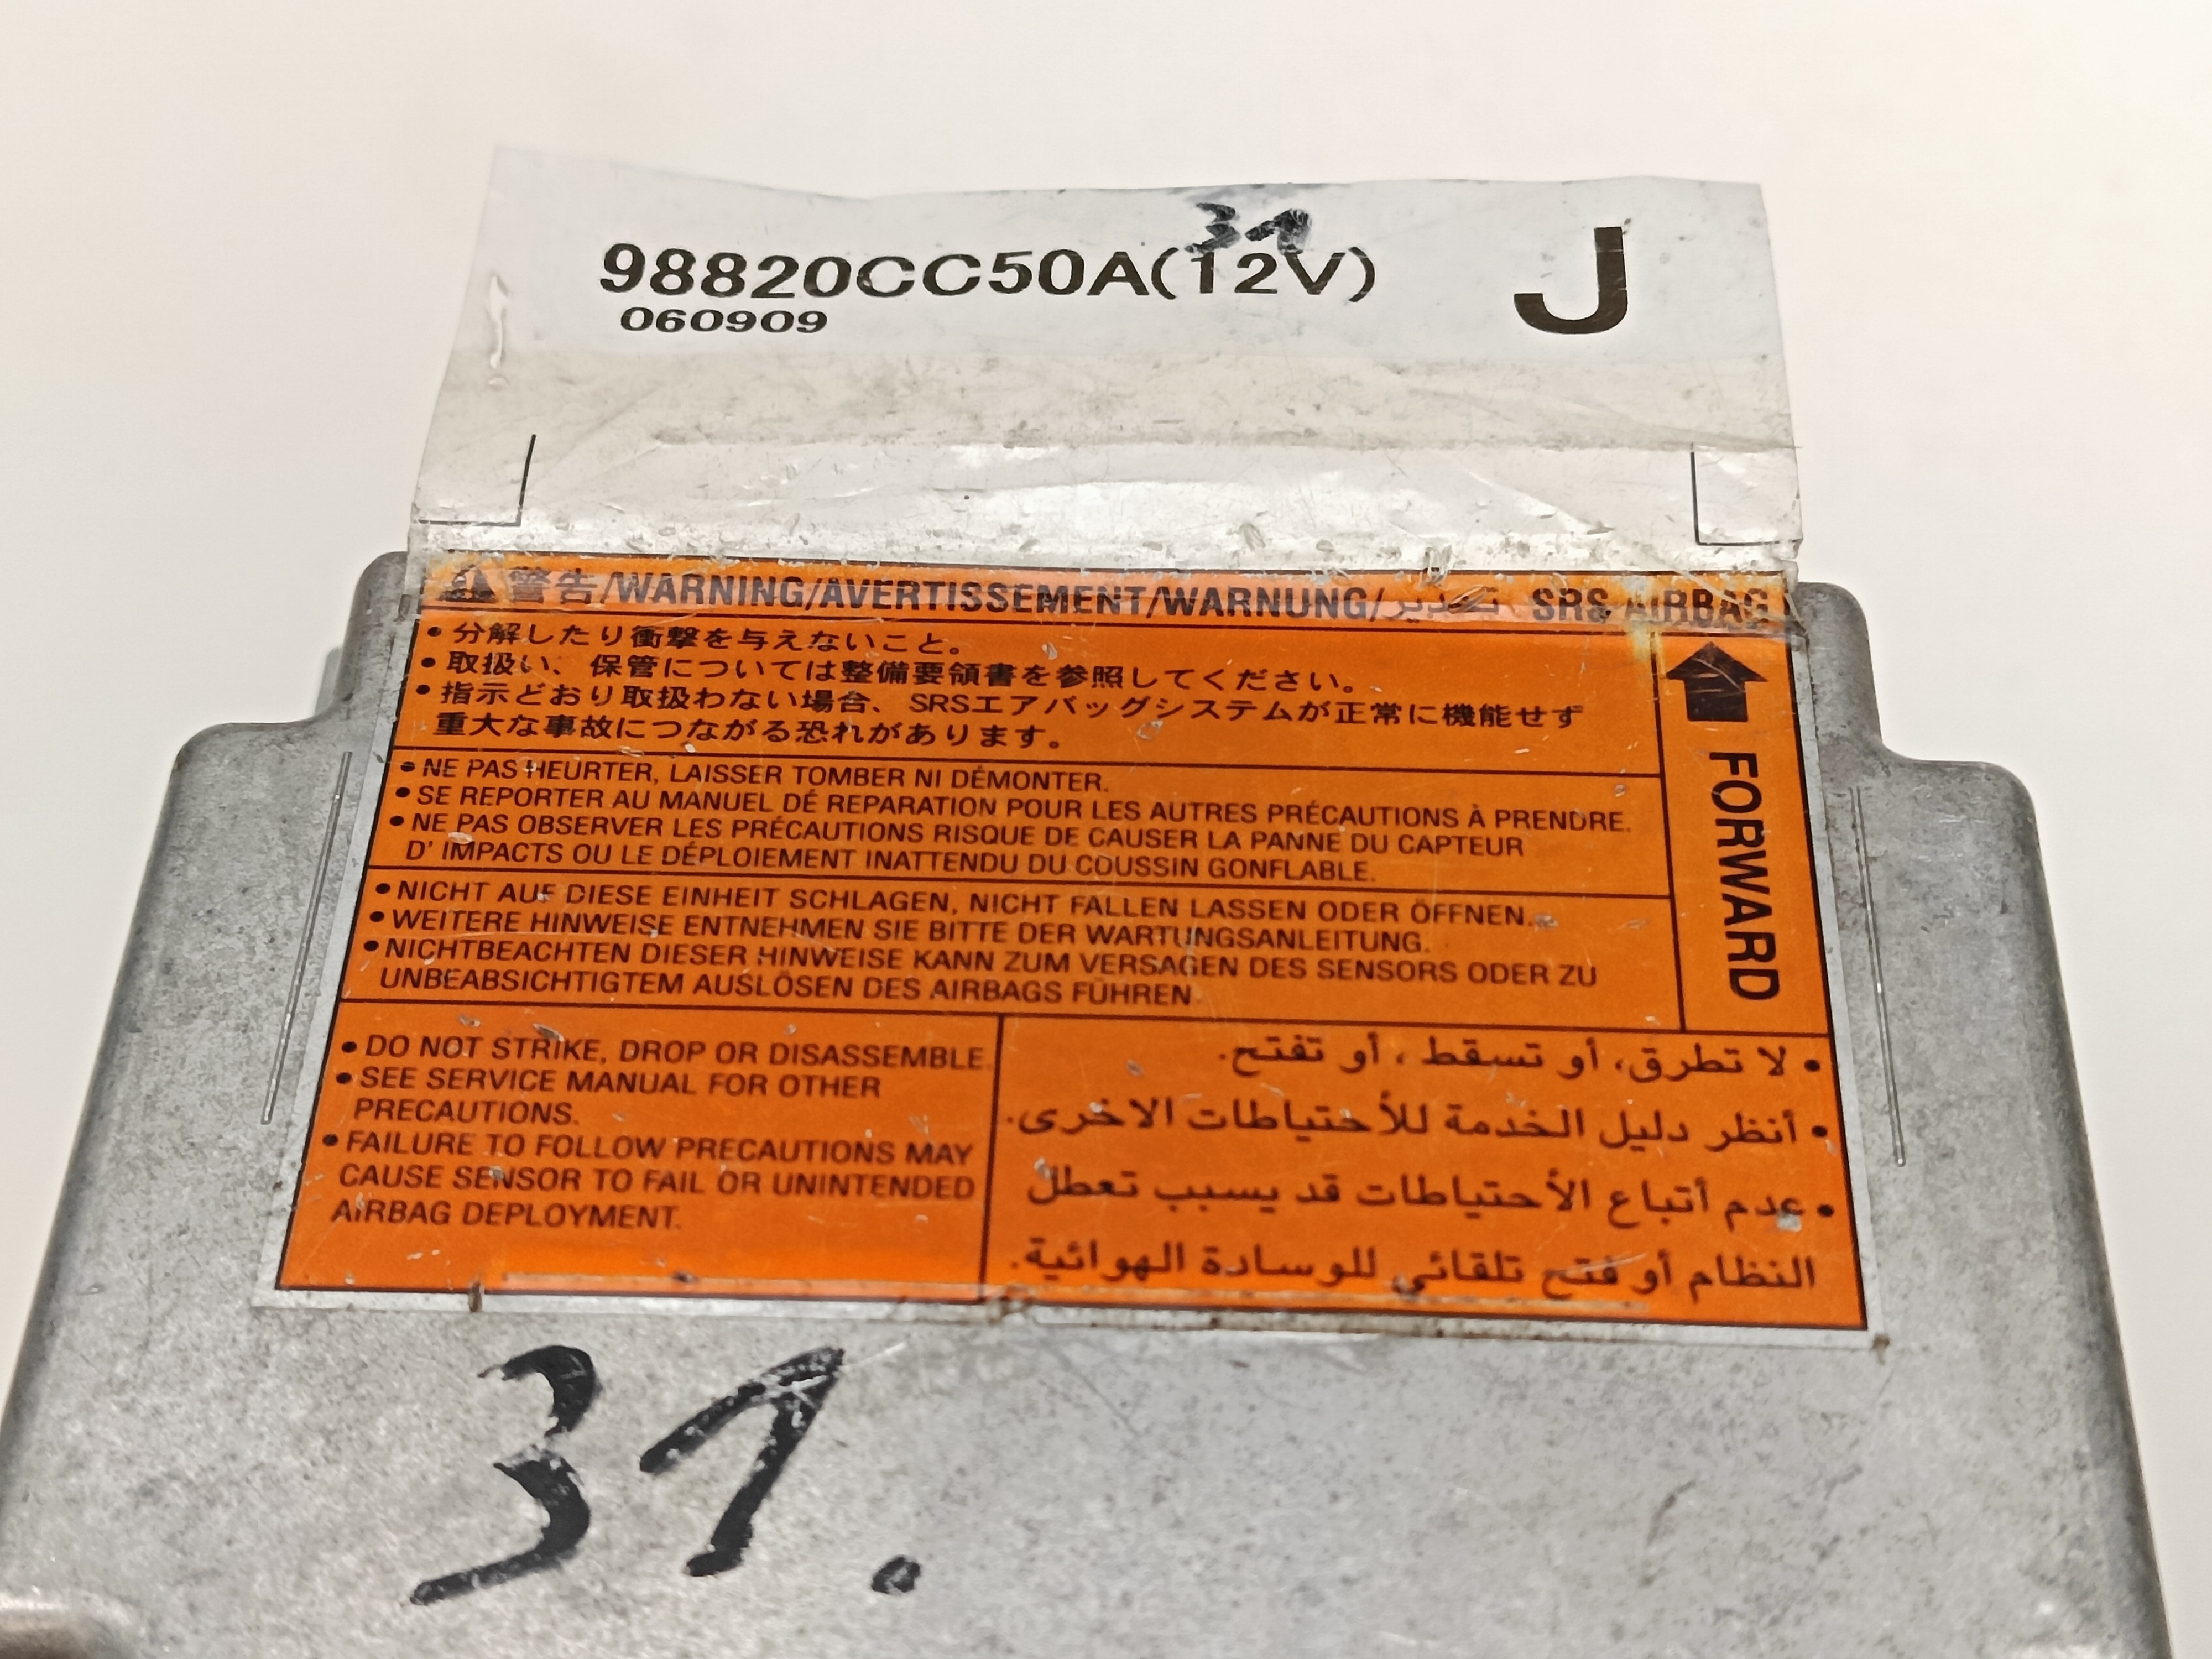 31
98820CC50A(12V)
J
060909
警告/WARNING/AVERTISSEMENT/WARNUNG/تحذير SRS AIRBAG
• 分解したり衝撃を与えないこと。
• 取扱い、保管については整備要領書を参照してください。
• 指示どおり取扱わない場合、SRSエアバッグシステムが正常に機能せず
重大な事故につながる恐れがあります。
• NE PAS HEURTER, LAISSER TOMBER NI DÉMONTER.
• SE REPORTER AU MANUEL DÉ REPARATION POUR LES AUTRES PRÉCAUTIONS À PRENDRE.
• NE PAS OBSERVER LES PRÉCAUTIONS RISQUE DE CAUSER LA PANNE DU CAPTEUR
D' IMPACTS OU LE DÉPLOIEMENT INATTENDU DU COUSSIN GONFLABLE.
• NICHT AUF DIESE EINHEIT SCHLAGEN, NICHT FALLEN LASSEN ODER ÖFFNEN.
• WEITERE HINWEISE ENTNEHMEN SIE BITTE DER WARTUNGSANLEITUNG.
• NICHTBEACHTEN DIESER HINWEISE KANN ZUM VERSAGEN DES SENSORS ODER ZU
UNBEABSICHTIGTEM AUSLÖSEN DES AIRBAGS FÜHREN.
FORWARD
• DO NOT STRIKE, DROP OR DISASSEMBLE.
• SEE SERVICE MANUAL FOR OTHER
PRECAUTIONS.
• FAILURE TO FOLLOW PRECAUTIONS MAY
CAUSE SENSOR TO FAIL OR UNINTENDED
AIRBAG DEPLOYMENT.
• لا تطرق، أو تسقط ، أو تفتح.
• أنظر دليل الخدمة للأحتياطات الاخرى.
• عدم أتباع الأحتياطات قد يسبب تعطل
النظام أو فتح تلقائي للوسادة الهوائية.
31.